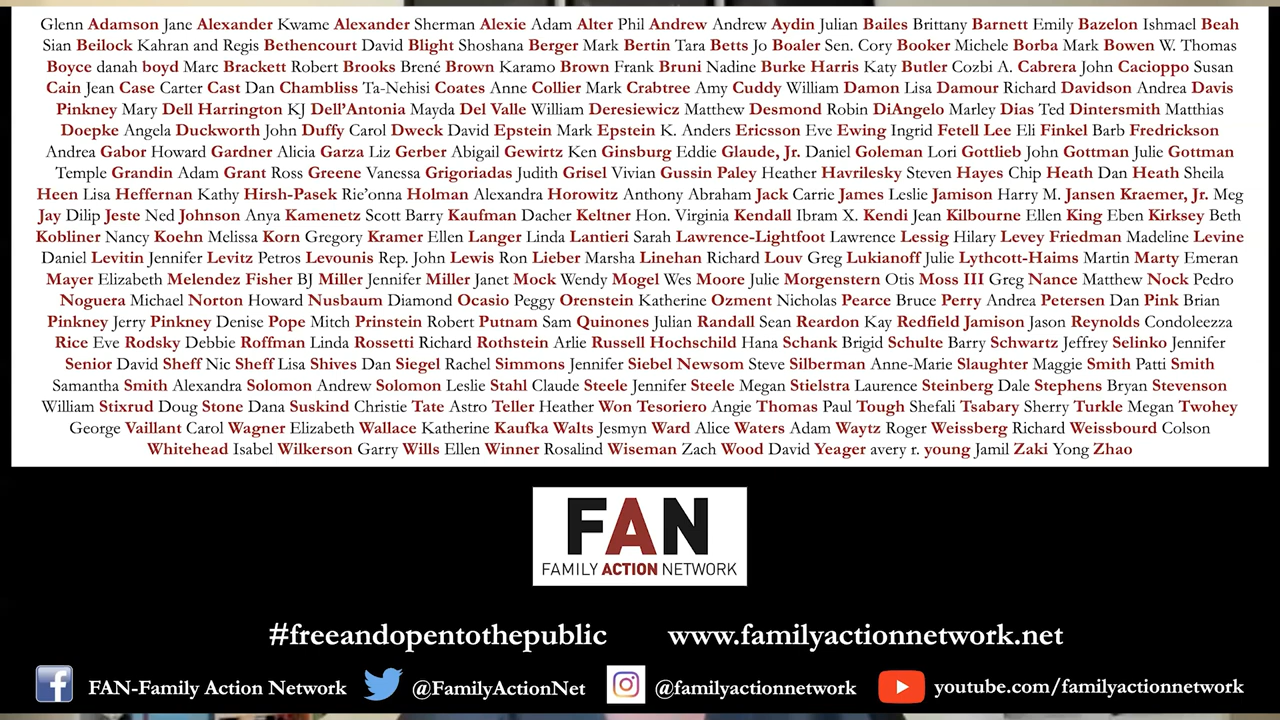 Glenn Adamson Jane Alexander Kwame Alexander Sherman Alexie Adam Alter Phil Andrew Andrew Aydin Julian Bailes Brittany Barnett Emily Bazelon Ishmael Beah
Sian Beilock Kahran and Regis Bethencourt David Blight Shoshana Berger Mark Bertin Tara Betts Jo Boaler Sen. Cory Booker Michele Borba Mark Bowen W. Thomas
Boyce danah boyd Marc Brackett Robert Brooks Brené Brown Karamo Brown Frank Bruni Nadine Burke Harris Katy Butler Cozbi A. Cabrera John Cacioppo Susan
Cain Jean Case Carter Cast Dan Chambliss Ta-Nehisi Coates Anne Collier Mark Crabtree Amy Cuddy William Damon Lisa Damour Richard Davidson Andrea Davis
Pinkney Mary Dell Harrington KJ Dell'Antonia Mayda Del Valle William Deresiewicz Matthew Desmond Robin DiAngelo Marley Dias Ted Dintersmith Matthias
Doepke Angela Duckworth John Duffy Carol Dweck David Epstein Mark Epstein K. Anders Ericsson Eve Ewing Ingrid Fetell Lee Eli Finkel Barb Fredrickson
Andrea Gabor Howard Gardner Alicia Garza Liz Gerber Abigail Gewirtz Ken Ginsburg Eddie Glaude, Jr. Daniel Goleman Lori Gottlieb John Gottman Julie Gottman
Temple Grandin Adam Grant Ross Greene Vanessa Grigoriadas Judith Grisel Vivian Gussin Paley Heather Havrilesky Steven Hayes Chip Heath Dan Heath Sheila
Heen Lisa Heffernan Kathy Hirsh-Pasek Rie'onna Holman Alexandra Horowitz Anthony Abraham Jack Carrie James Leslie Jamison Harry M. Jansen Kraemer, Jr. Meg
Jay Dilip Jeste Ned Johnson Anya Kamenetz Scott Barry Kaufman Dacher Keltner Hon. Virginia Kendall Ibram X. Kendi Jean Kilbourne Ellen King Eben Kirksey Beth
Kobliner Nancy Koehn Melissa Korn Gregory Kramer Ellen Langer Linda Lantieri Sarah Lawrence-Lightfoot Lawrence Lessig Hilary Levey Friedman Madeline Levine
Daniel Levitin Jennifer Levitz Petros Levounis Rep. John Lewis Ron Lieber Marsha Linehan Richard Louv Greg Lukianoff Julie Lythcott-Haims Martin Marty Emeran
Mayer Elizabeth Melendez Fisher BJ Miller Jennifer Miller Janet Mock Wendy Mogel Wes Moore Julie Morgenstern Otis Moss III Greg Nance Matthew Nock Pedro
Noguera Michael Norton Howard Nusbaum Diamond Ocasio Peggy Orenstein Katherine Ozment Nicholas Pearce Bruce Perry Andrea Petersen Dan Pink Brian
Pinkney Jerry Pinkney Denise Pope Mitch Prinstein Robert Putnam Sam Quinones Julian Randall Sean Reardon Kay Redfield Jamison Jason Reynolds Condoleezza
Rice Eve Rodsky Debbie Roffman Linda Rossetti Richard Rothstein Arlie Russell Hochschild Hana Schank Brigid Schulte Barry Schwartz Jeffrey Selinko Jennifer
Senior David Sheff Nic Sheff Lisa Shives Dan Siegel Rachel Simmons Jennifer Siebel Newsom Steve Silberman Anne-Marie Slaughter Maggie Smith Patti Smith
Samantha Smith Alexandra Solomon Andrew Solomon Leslie Stahl Claude Steele Jennifer Steele Megan Stielstra Laurence Steinberg Dale Stephens Bryan Stevenson
William Stixrud Doug Stone Dana Suskind Christie Tate Astro Teller Heather Won Tesoriero Angie Thomas Paul Tough Shefali Tsabary Sherry Turkle Megan Twohey
George Vaillant Carol Wagner Elizabeth Wallace Katherine Kaufka Walts Jesmyn Ward Alice Waters Adam Waytz Roger Weissberg Richard Weissbourd Colson
Whitehead Isabel Wilkerson Garry Wills Ellen Winner Rosalind Wiseman Zach Wood David Yeager avery r. young Jamil Zaki Yong Zhao
FAN
FAMILY ACTION NETWORK
#freeandopentothepublic www.familyactionnetwork.net
FAN-Family Action Network @FamilyActionNet @familyactionnetwork youtube.com/familyactionnetwork